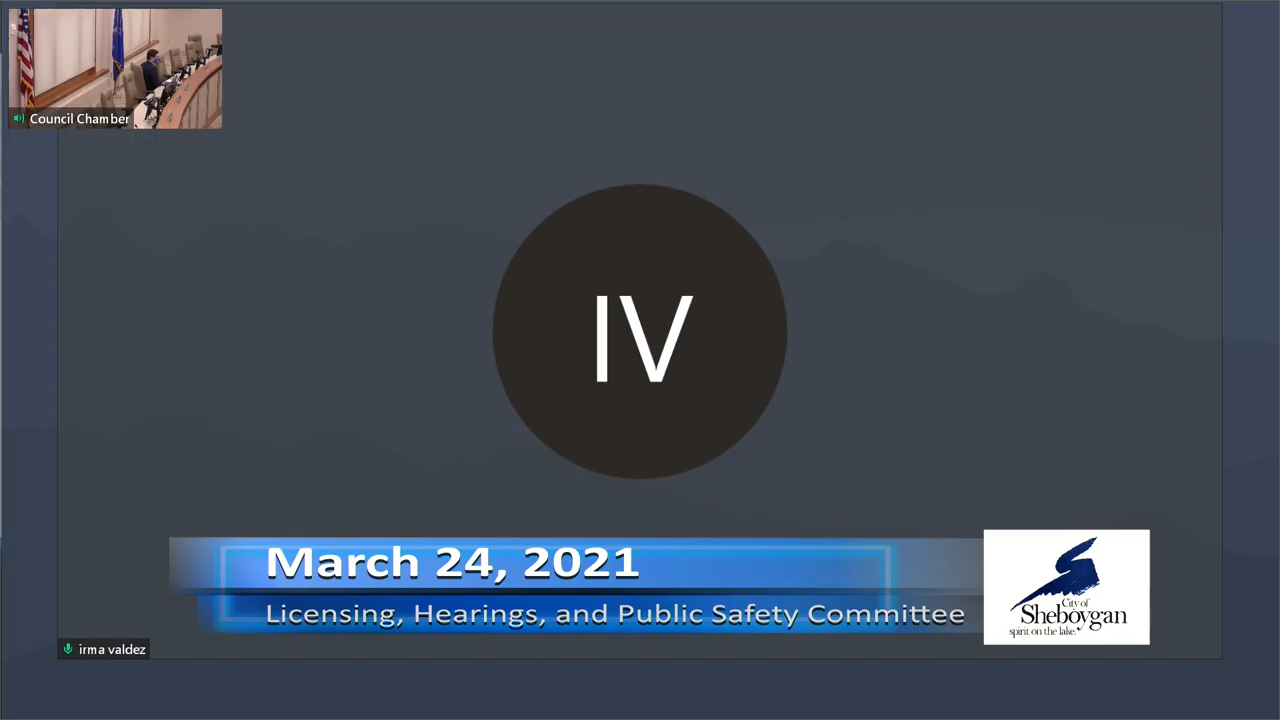 Council Chamber
IV
March 24, 2021
Licensing, Hearings, and Public Safety Committee
City of
Sheboygan
spirit on the lake.
irma valdez